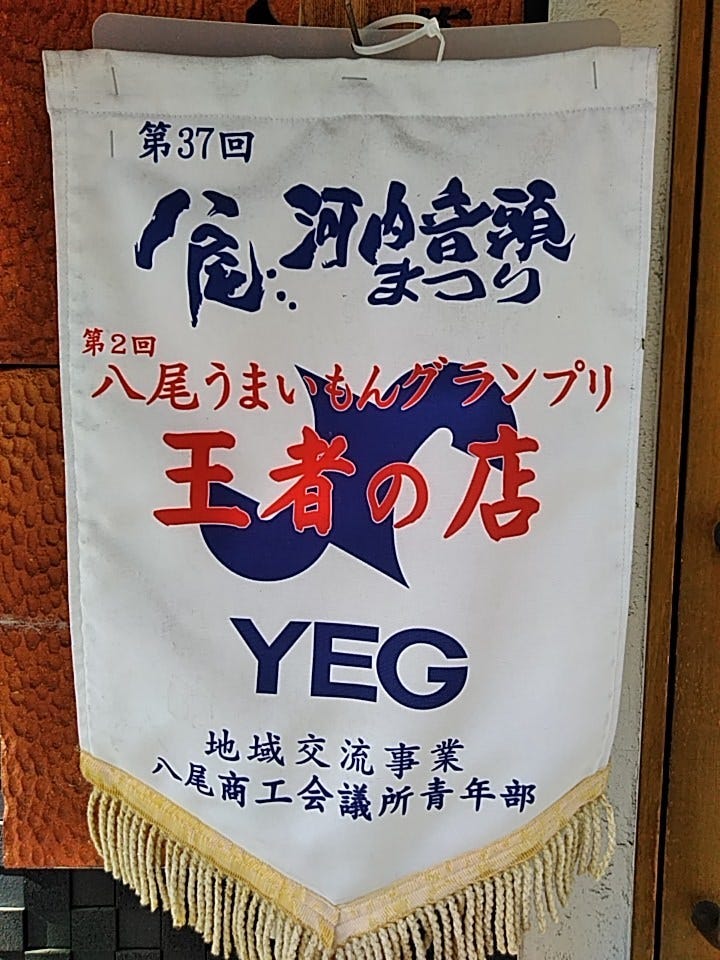 第37回
八尾河内音頭
まつり
第2回
八尾うまいもんグランプリ
王者の店
YEG
地域交流事業
八尾商工会議所青年部